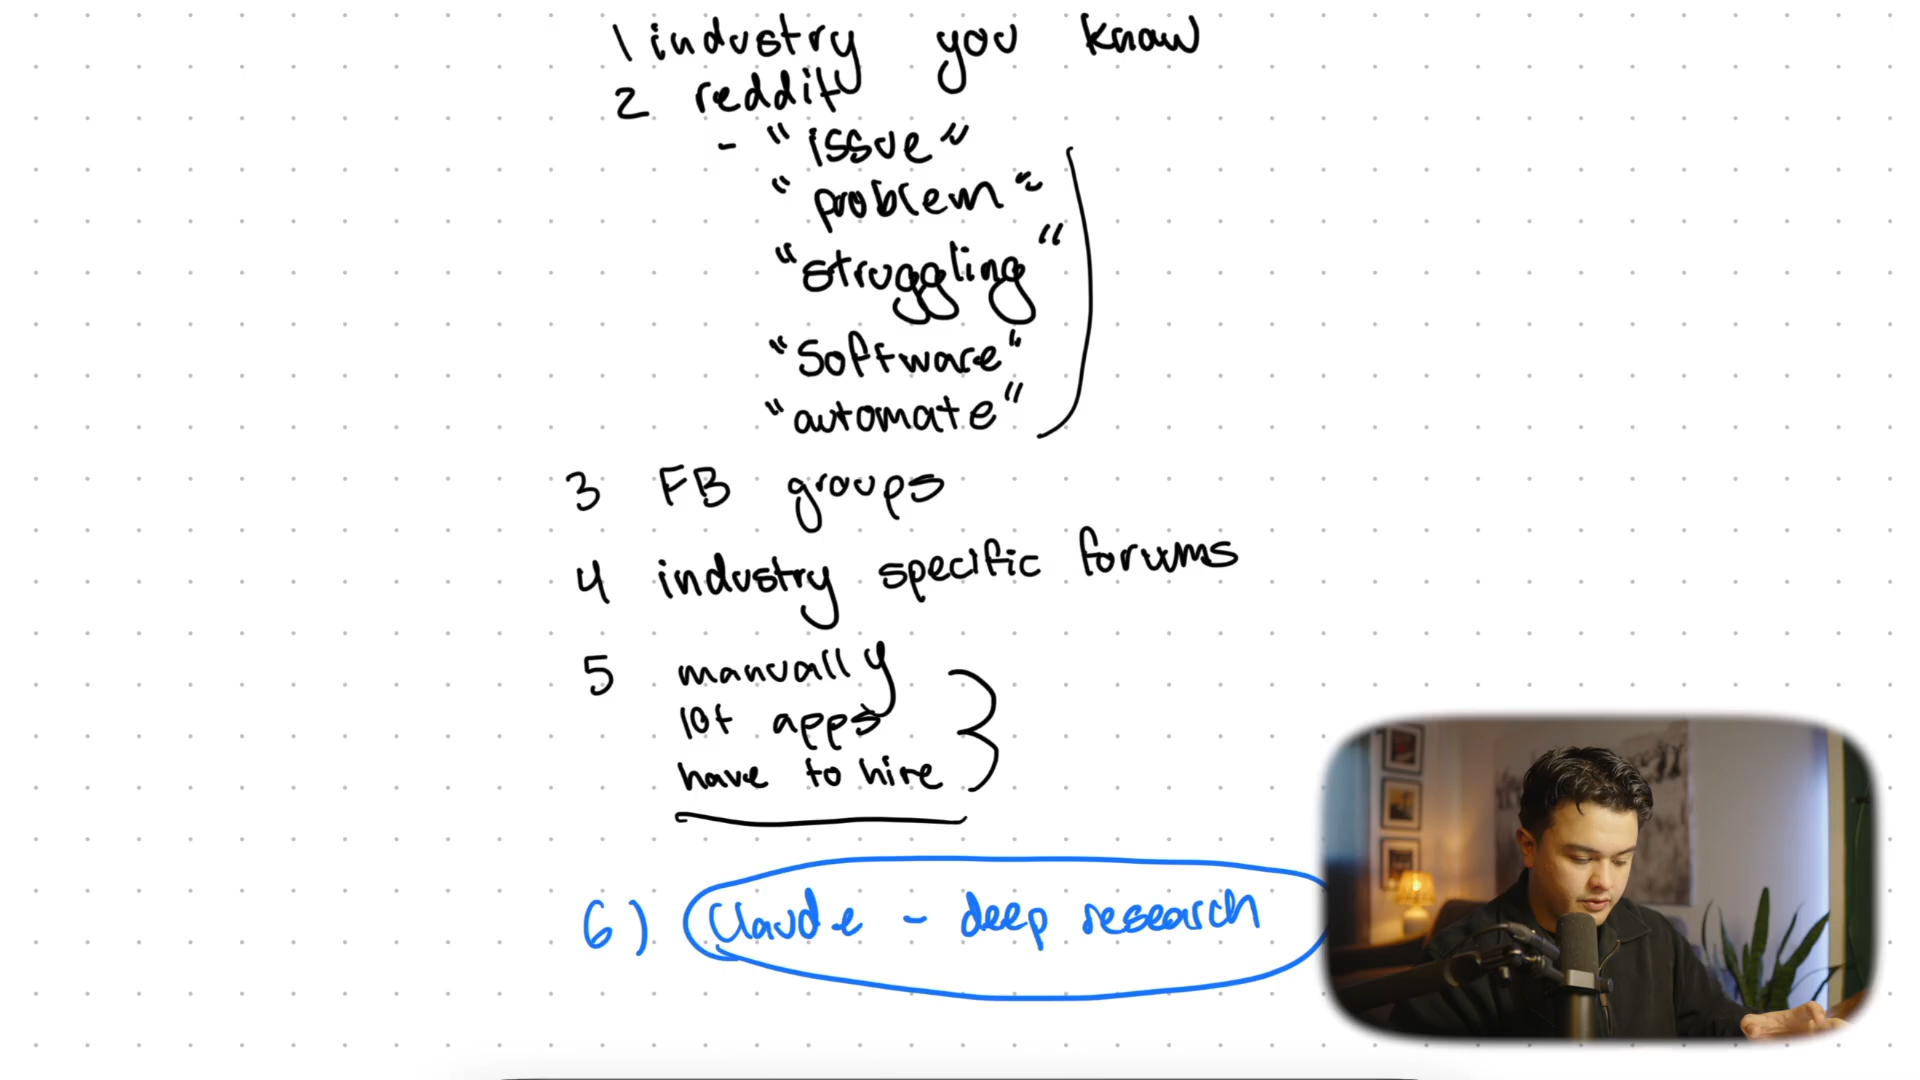 1 industry you know
2 reddit
- "issue"
"problem"
"struggling"
"Software"
"automate"
3 FB groups
4 industry specific forums
5 manually
lot apps
have to hire
6) Claude - deep research